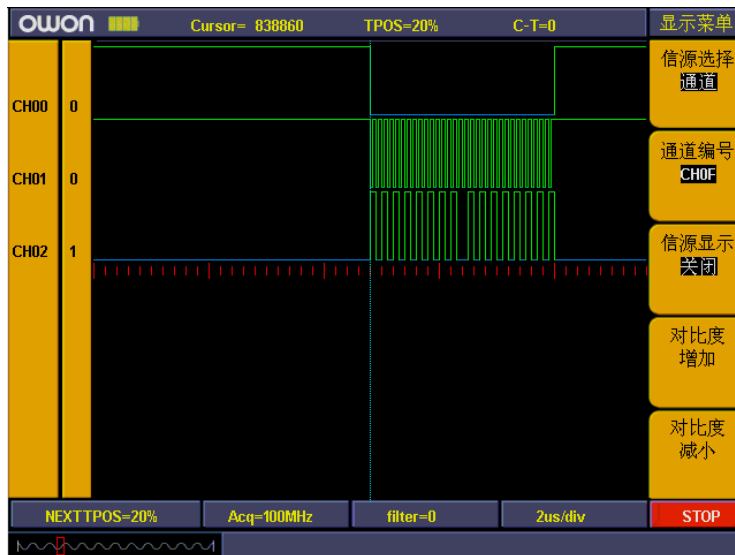 owon
Cursor= 838860
TPOS=20%
C-T=0
显示菜单
CH00 0
CH01 0
CH02 1
信源选择
通道
通道编号
CH0F
信源显示
关闭
对比度
增加
对比度
减小
NEXTTPOS=20%
Acq=100MHz
filter=0
2us/div
STOP